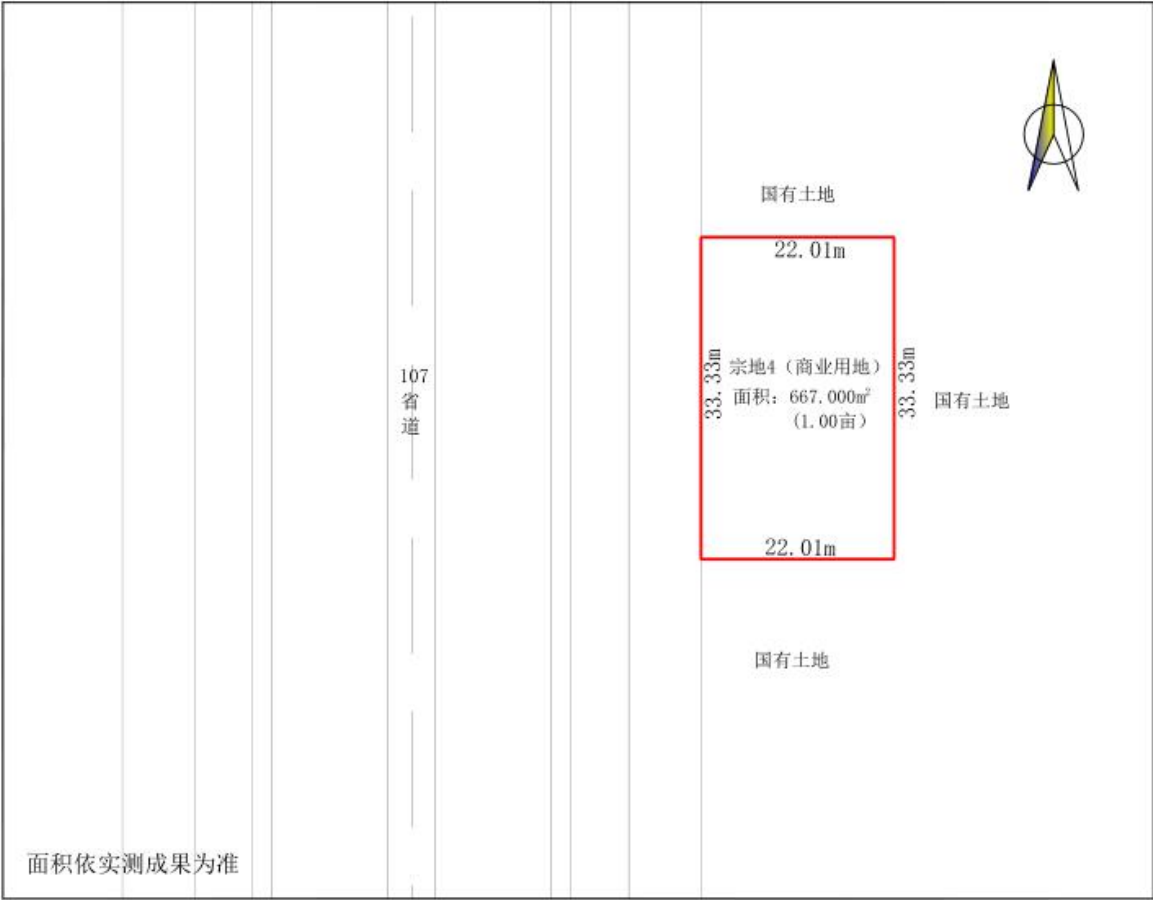 国有土地
22.01m
33.33m
宗地4（商业用地）
面积：667.000㎡
(1.00亩）
33.33m
国有土地
107
省
道
22.01m
国有土地
面积依实测成果为准